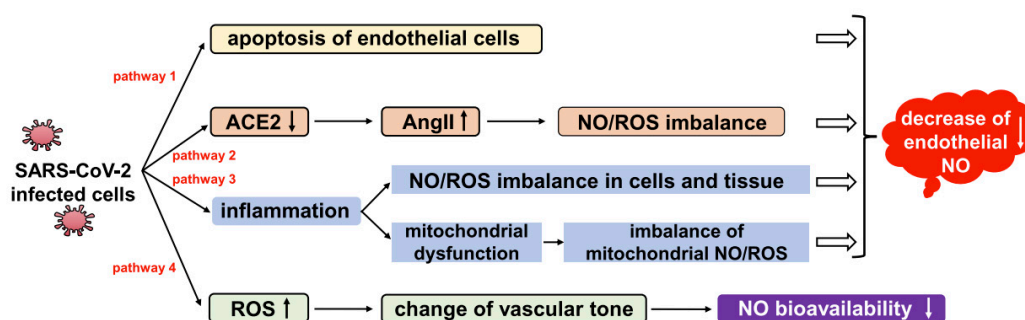 apoptosis of endothelial cells
pathway 1
ACE2 ↓
AngII ↑
NO/ROS imbalance
decrease of
endothelial
NO ↓
pathway 2
SARS-CoV-2
infected cells
pathway 3
NO/ROS imbalance in cells and tissue
inflammation
mitochondrial
dysfunction
imbalance of
mitochondrial NO/ROS
pathway 4
ROS ↑
change of vascular tone
NO bioavailability ↓